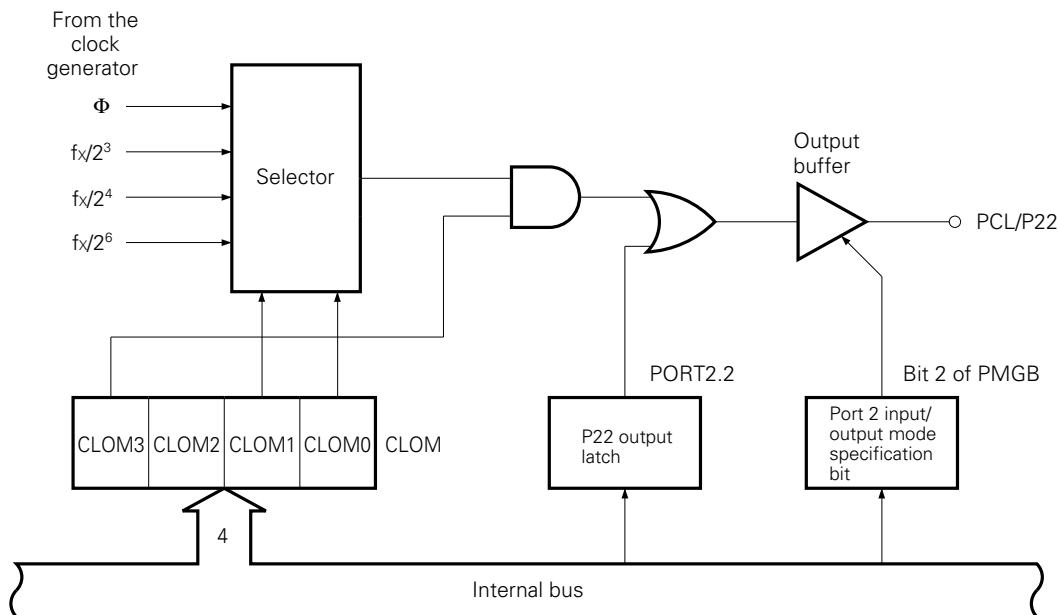 From the
clock
generator
Φ
fx/2³
fx/2⁴
fx/2⁶
Selector
Output
buffer
PCL/P22
PORT2.2
Bit 2 of PMGB
CLOM3 CLOM2 CLOM1 CLOM0 CLOM
P22 output
latch
Port 2 input/
output mode
specification
bit
4
Internal bus